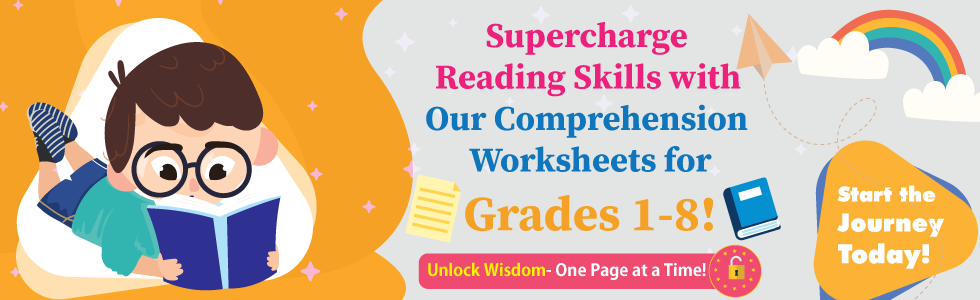 Supercharge
Reading Skills with
Our Comprehension
Worksheets for
Grades 1-8!
Unlock Wisdom- One Page at a Time!
Start the
Journey
Today!